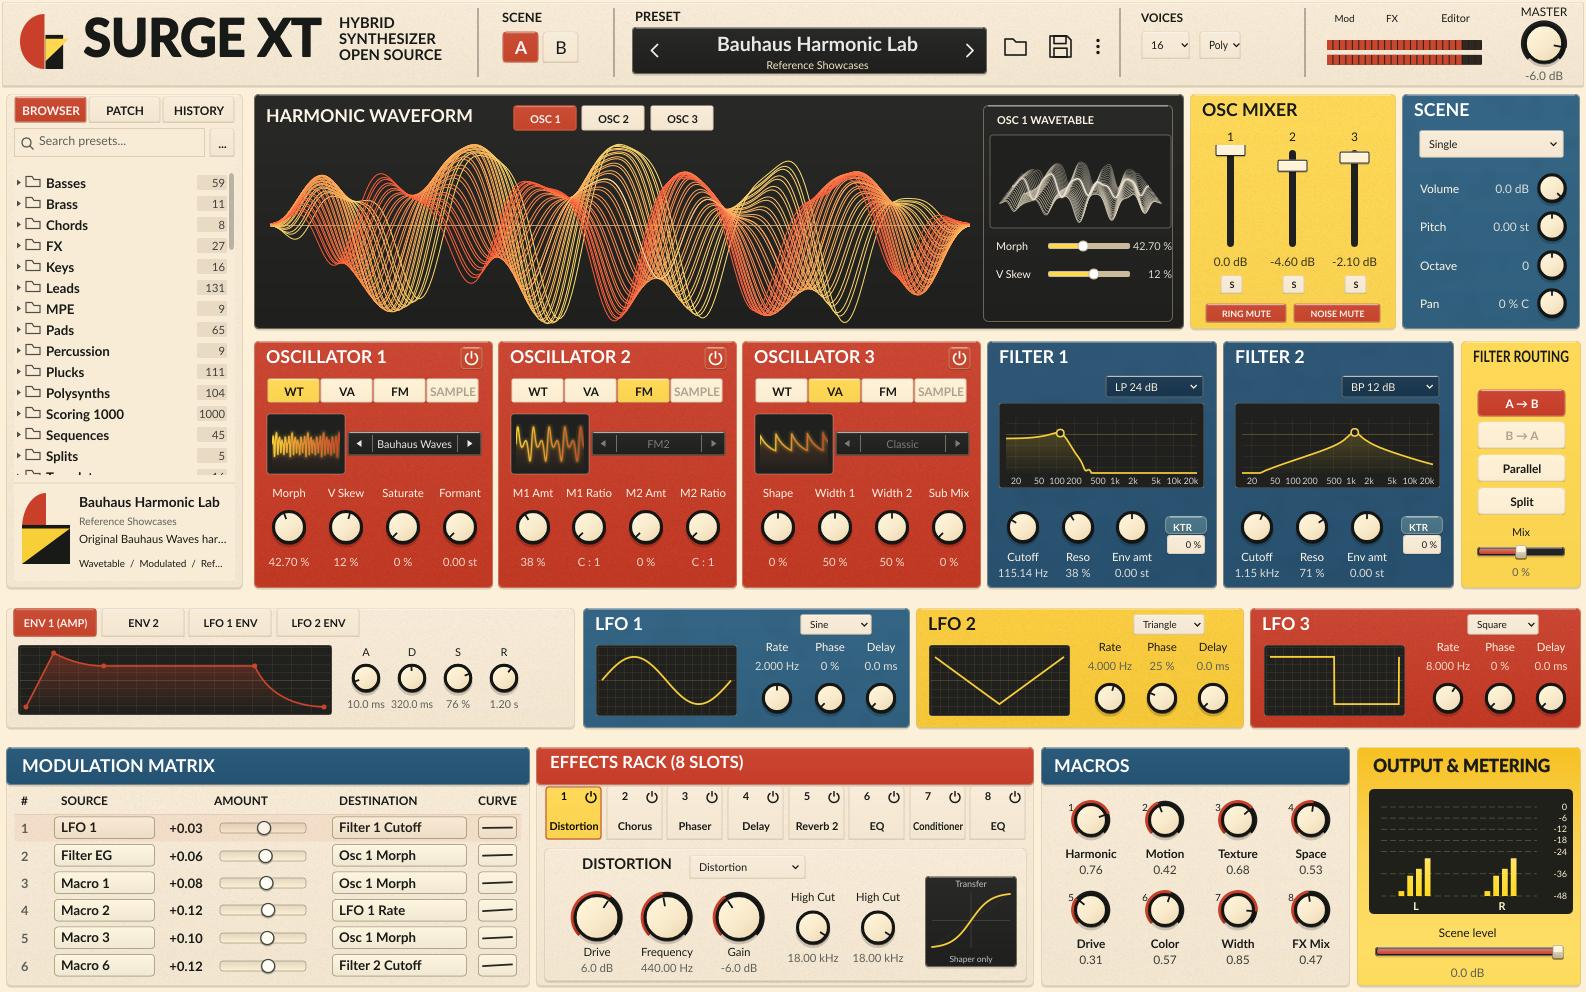 SURGE XT
HYBRID
SYNTHESIZER
OPEN SOURCE
SCENE
A B
PRESET
Bauhaus Harmonic Lab
Reference Showcases
VOICES
16 Poly
Mod FX Editor
MASTER
-6.0 dB
BROWSER PATCH HISTORY
Search presets... ...
Basses 59
Brass 11
Chords 8
FX 27
Keys 16
Leads 131
MPE 9
Pads 65
Percussion 9
Plucks 111
Polysynths 104
Scoring 1000 1000
Sequences 45
Splits 5
Bauhaus Harmonic Lab
Reference Showcases
Original Bauhaus Waves har...
Wavetable / Modulated / Ref...
HARMONIC WAVEFORM
OSC 1 OSC 2 OSC 3
OSC 1 WAVETABLE
Morph 42.70 %
V Skew 12 %
OSC MIXER
1 2 3
0.0 dB -4.60 dB -2.10 dB
S S S
RING MUTE NOISE MUTE
SCENE
Single
Volume 0.0 dB
Pitch 0.00 st
Octave 0
Pan 0 % C
OSCILLATOR 1
WT VA FM SAMPLE
Bauhaus Waves
Morph V Skew Saturate Formant
42.70 % 12 % 0 % 0.00 st
OSCILLATOR 2
WT VA FM SAMPLE
FM2
M1 Amt M1 Ratio M2 Amt M2 Ratio
38 % C : 1 0 % C : 1
OSCILLATOR 3
WT VA FM SAMPLE
Classic
Shape Width 1 Width 2 Sub Mix
0 % 50 % 50 % 0 %
FILTER 1
LP 24 dB
20 50 100 200 500 1k 2k 5k 10k 20k
KTR
0 %
Cutoff Reso Env amt
115.14 Hz 38 % 0.00 st
FILTER 2
BP 12 dB
20 50 100 200 500 1k 2k 5k 10k 20k
KTR
0 %
Cutoff Reso Env amt
1.15 kHz 71 % 0.00 st
FILTER ROUTING
A → B
B → A
Parallel
Split
Mix
0 %
ENV 1 (AMP) ENV 2 LFO 1 ENV LFO 2 ENV
A D S R
10.0 ms 320.0 ms 76 % 1.20 s
LFO 1
Sine
Rate Phase Delay
2.000 Hz 0 % 0.0 ms
LFO 2
Triangle
Rate Phase Delay
4.000 Hz 25 % 0.0 ms
LFO 3
Square
Rate Phase Delay
8.000 Hz 0 % 0.0 ms
MODULATION MATRIX
# SOURCE AMOUNT DESTINATION CURVE
1 LFO 1 +0.03 Filter 1 Cutoff
2 Filter EG +0.06 Osc 1 Morph
3 Macro 1 +0.08 Osc 1 Morph
4 Macro 2 +0.12 LFO 1 Rate
5 Macro 3 +0.10 Osc 1 Morph
6 Macro 6 +0.12 Filter 2 Cutoff
EFFECTS RACK (8 SLOTS)
1 2 3 4 5 6 7 8
Distortion Chorus Phaser Delay Reverb 2 EQ Conditioner EQ
DISTORTION Distortion
Drive Frequency Gain High Cut High Cut
6.0 dB 440.00 Hz -6.0 dB 18.00 kHz 18.00 kHz
Transfer
Shaper only
MACROS
1 2 3 4
Harmonic Motion Texture Space
0.76 0.42 0.68 0.53
5 6 7 8
Drive Color Width FX Mix
0.31 0.57 0.85 0.47
OUTPUT & METERING
0
-6
-12
-18
-24
-36
-48
L R
Scene level
0.0 dB